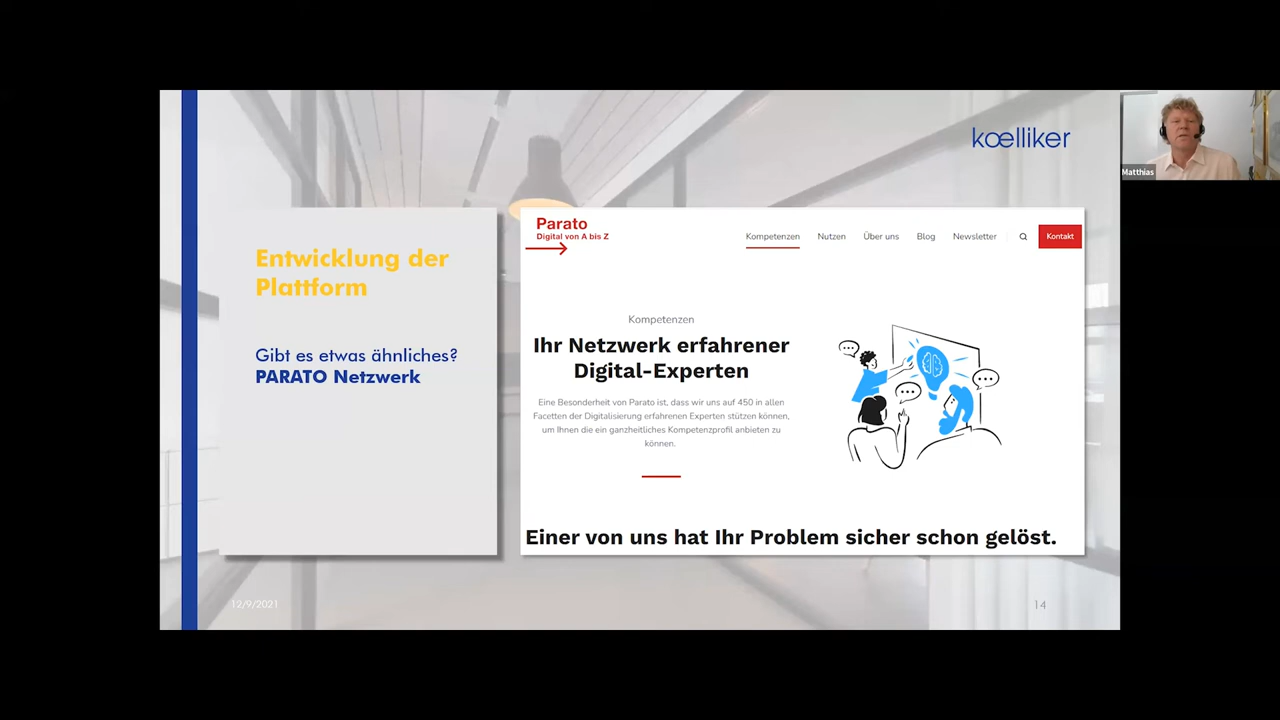 kœlliker
Matthias
Entwicklung der
Plattform
Gibt es etwas ähnliches?
PARATO Netzwerk
Parato
Digital von A bis Z
Kompetenzen Nutzen Über uns Blog Newsletter Kontakt
Kompetenzen
Ihr Netzwerk erfahrener
Digital-Experten
Eine Besonderheit von Parato ist, dass wir uns auf 450 in allen
Facetten der Digitalisierung erfahrenen Experten stützen können,
um Ihnen die ein ganzheitliches Kompetenzprofil anbieten zu
können.
Einer von uns hat Ihr Problem sicher schon gelöst.
12/9/2021
14